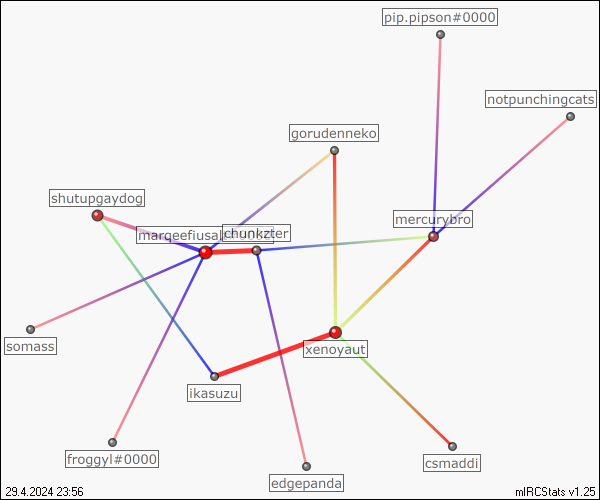 pip.pipson#0000
notpunchingcats
gorudenneko
shutupgaydog
mercurybro
chunkzter
xenoyaut
somass
ikasuzu
froggyl#0000
csmaddi
edgepanda
29.4.2024 23:56
mIRCStats v1.25